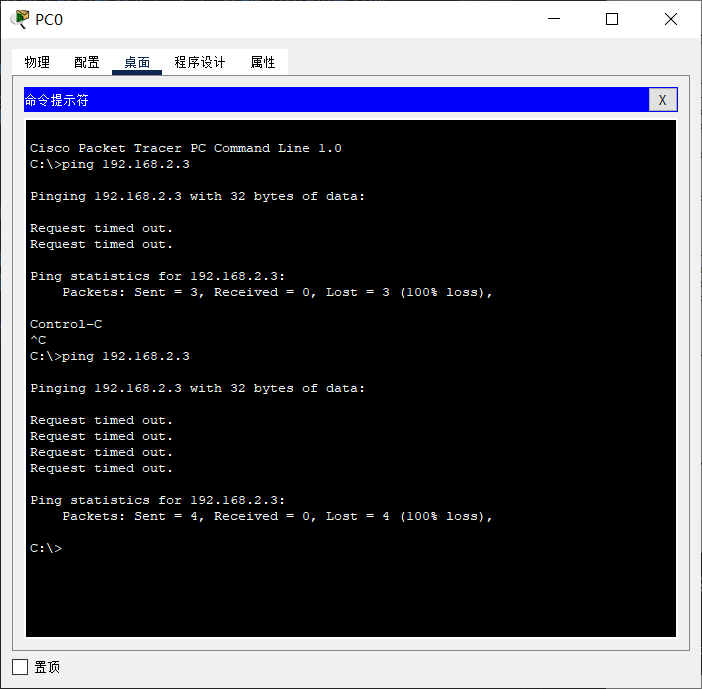 PC0
物理 配置 桌面 程序设计 属性
命令提示符 X
Cisco Packet Tracer PC Command Line 1.0
C:\>ping 192.168.2.3
Pinging 192.168.2.3 with 32 bytes of data:
Request timed out.
Request timed out.
Ping statistics for 192.168.2.3:
Packets: Sent = 3, Received = 0, Lost = 3 (100% loss),
Control-C
^C
C:\>ping 192.168.2.3
Pinging 192.168.2.3 with 32 bytes of data:
Request timed out.
Request timed out.
Request timed out.
Request timed out.
Ping statistics for 192.168.2.3:
Packets: Sent = 4, Received = 0, Lost = 4 (100% loss),
C:\>
置顶